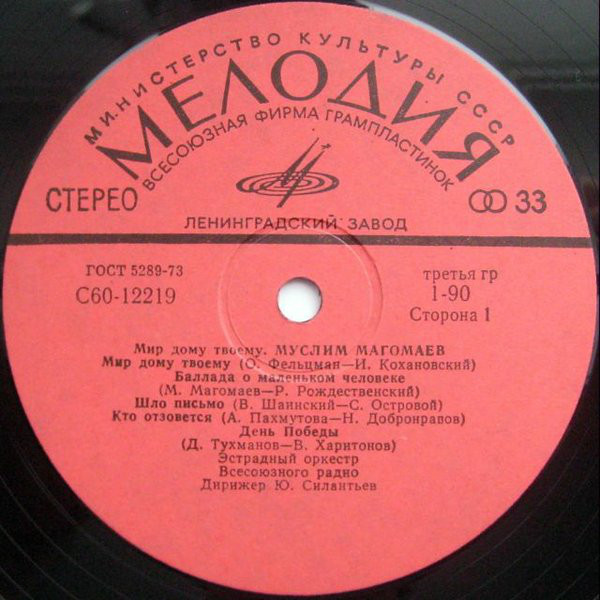 МИНИСТЕРСТВО КУЛЬТУРЫ СССР
МЕЛОДИЯ
ВСЕСОЮЗНАЯ ФИРМА ГРАМПЛАСТИНОК
СТЕРЕО
33
ЛЕНИНГРАДСКИЙ ЗАВОД
ГОСТ 5289-73
третья гр
С60-12219
1-90
Сторона 1
Мир дому твоему. МУСЛИМ МАГОМАЕВ
Мир дому твоему (О. Фельцман—И. Кохановский)
Баллада о маленьком человеке
(М. Магомаев—Р. Рождественский)
Шло письмо (В. Шаинский—С. Островой)
Кто отзовется (А. Пахмутова—Н. Добронравов)
День Победы
(Д. Тухманов—В. Харитонов)
Эстрадный оркестр
Всесоюзного радио
Дирижер Ю. Силантьев